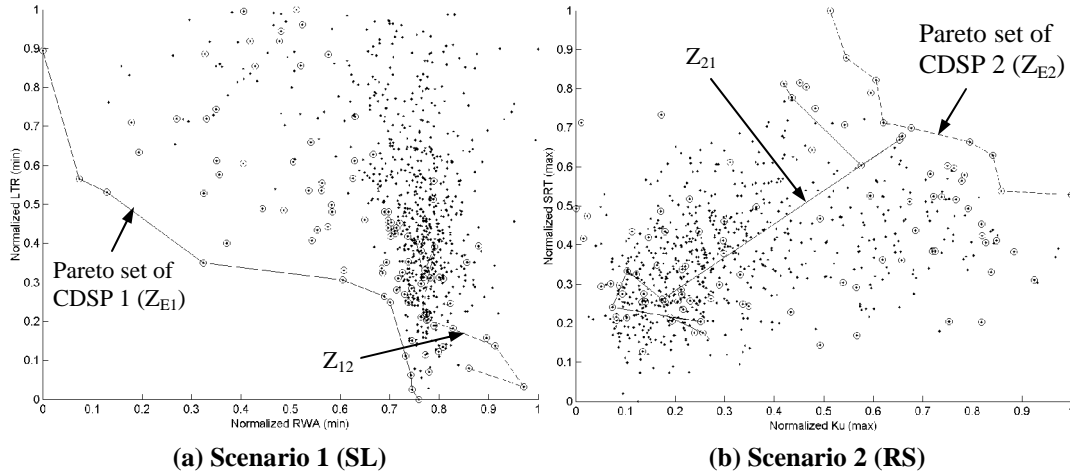 1
0.9
0.8
0.7
0.6
0.5
0.4
0.3
0.2
0.1
0
Normalized LTR (min)
Pareto set of
CDSP 1 (Z_E1)
Z_12
0 0.1 0.2 0.3 0.4 0.5 0.6 0.7 0.8 0.9 1
Normalized RWA (min)
(a) Scenario 1 (SL)
1
0.9
0.8
0.7
0.6
0.5
0.4
0.3
0.2
0.1
0
Normalized SRT (max)
Z_21
Pareto set of
CDSP 2 (Z_E2)
0.1 0.2 0.3 0.4 0.5 0.6 0.7 0.8 0.9 1
Normalized Ku (max)
(b) Scenario 2 (RS)